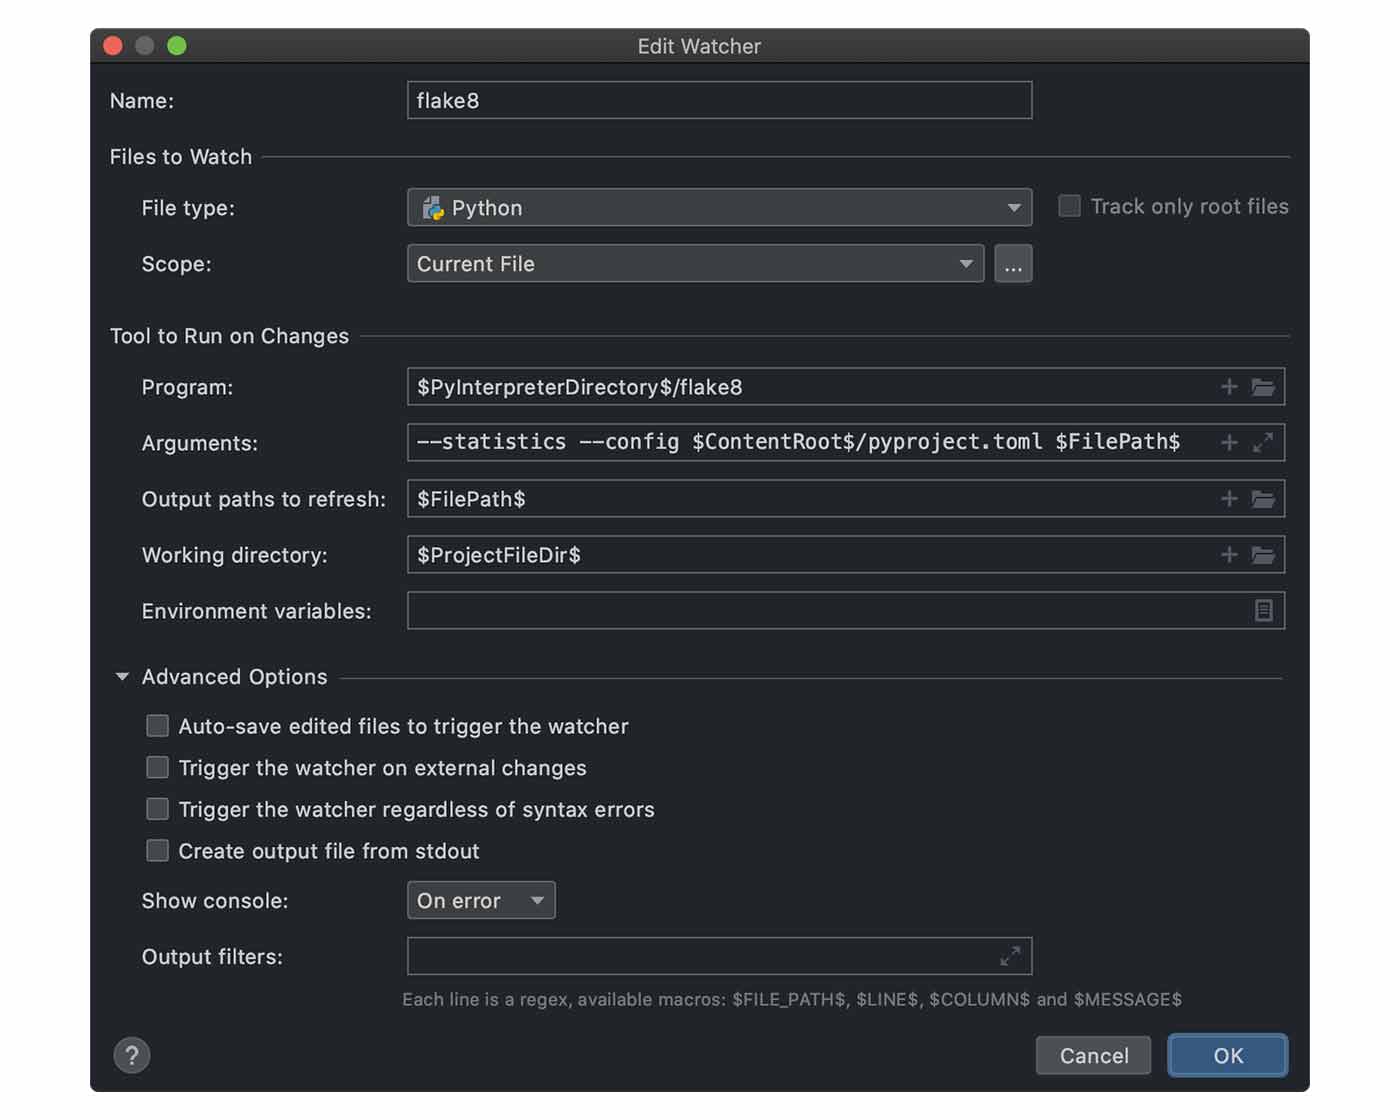 Edit Watcher
Name: flake8
Files to Watch
File type: Python Track only root files
Scope: Current File ...
Tool to Run on Changes
Program: $PyInterpreterDirectory$/flake8
Arguments: --statistics --config $ContentRoot$/pyproject.toml $FilePath$
Output paths to refresh: $FilePath$
Working directory: $ProjectFileDir$
Environment variables:
Advanced Options
Auto-save edited files to trigger the watcher
Trigger the watcher on external changes
Trigger the watcher regardless of syntax errors
Create output file from stdout
Show console: On error
Output filters:
Each line is a regex, available macros: $FILE_PATH$, $LINE$, $COLUMN$ and $MESSAGE$
? Cancel OK